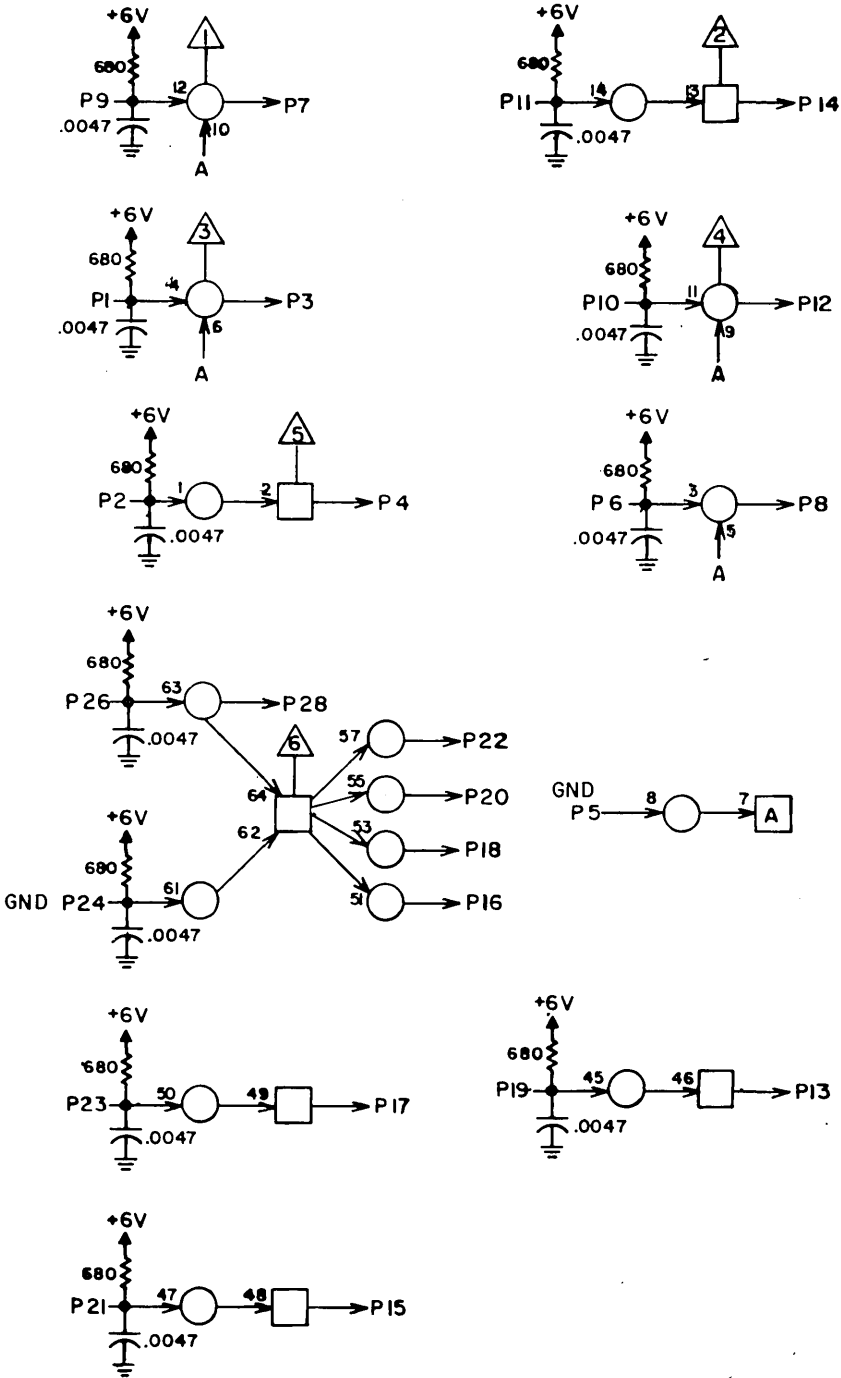 +6V
680
P9
.0047
12
1
10
A
P7
+6V
680
P11
.0047
14
13
2
P14
+6V
680
P1
.0047
4
3
6
A
P3
+6V
680
P10
.0047
11
4
9
A
P12
+6V
680
P2
.0047
1
2
5
P4
+6V
680
P6
.0047
3
5
A
P8
+6V
680
P26
.0047
63
P28
64
6
57
P22
55
P20
53
P18
51
P16
62
+6V
680
GND P24
.0047
61
GND
P5
8
7
A
+6V
680
P23
.0047
50
49
P17
+6V
680
P19
.0047
45
46
P13
+6V
680
P21
.0047
47
48
P15